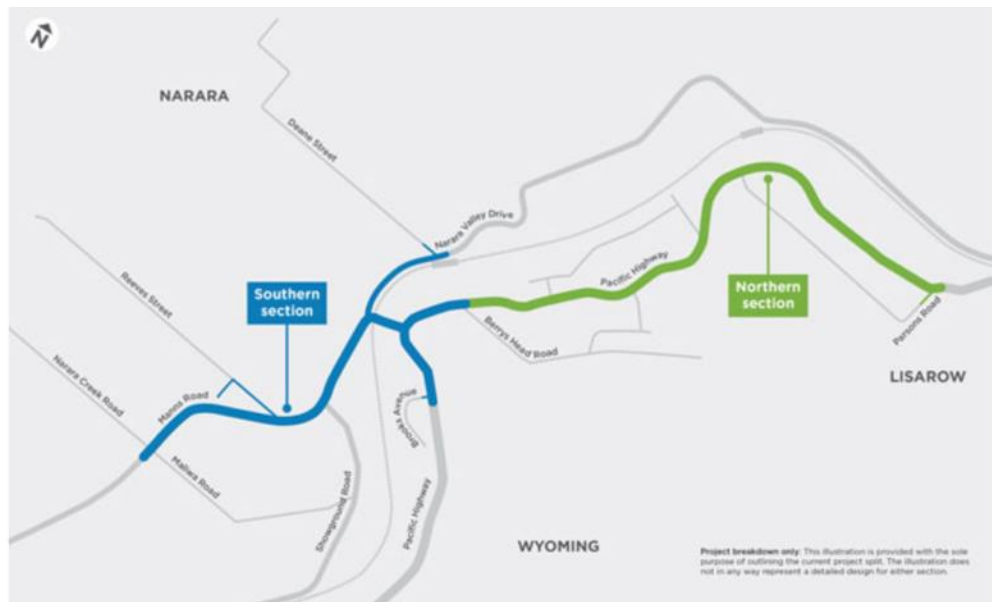 N
NARARA
Deane Street
Narara Valley Drive
Reeves Street
Southern
section
Pacific Highway
Northern
section
Narara Creek Road
Manns Road
Berrys Head Road
Persons Road
LISAROW
Brooks Avenue
Maliwa Road
Showground Road
Pacific Highway
WYOMING
Project breakdown only: This illustration is provided with the sole
purpose of outlining the current project split. The illustration does
not in any way represent a detailed design for either section.